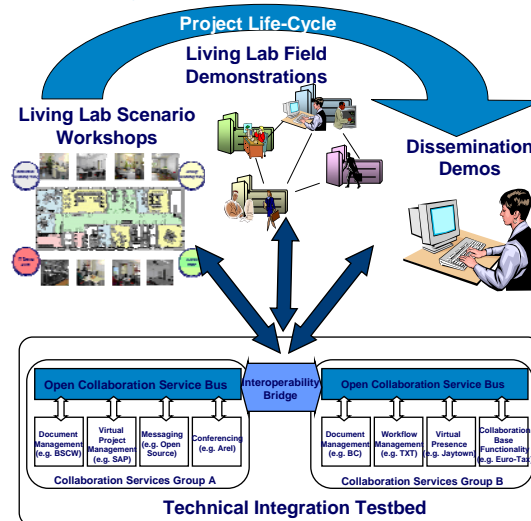 Project Life-Cycle
Living Lab Field
Demonstrations
Living Lab Scenario
Workshops
Dissemination
Demos
Open Collaboration Service Bus
Interoperability
Bridge
Open Collaboration Service Bus
Document
Management
(e.g. BSCW)
Virtual
Project
Management
(e.g. SAP)
Messaging
(e.g. Open
Source)
Conferencing
(e.g. Arel)
Document
Management
(e.g. BC)
Workflow
Management
(e.g. TXT)
Virtual
Presence
(e.g. Jaytown)
Collaboration
Base
Functionality
(e.g. Euro-Tax
Collaboration Services Group A
Collaboration Services Group B
Technical Integration Testbed